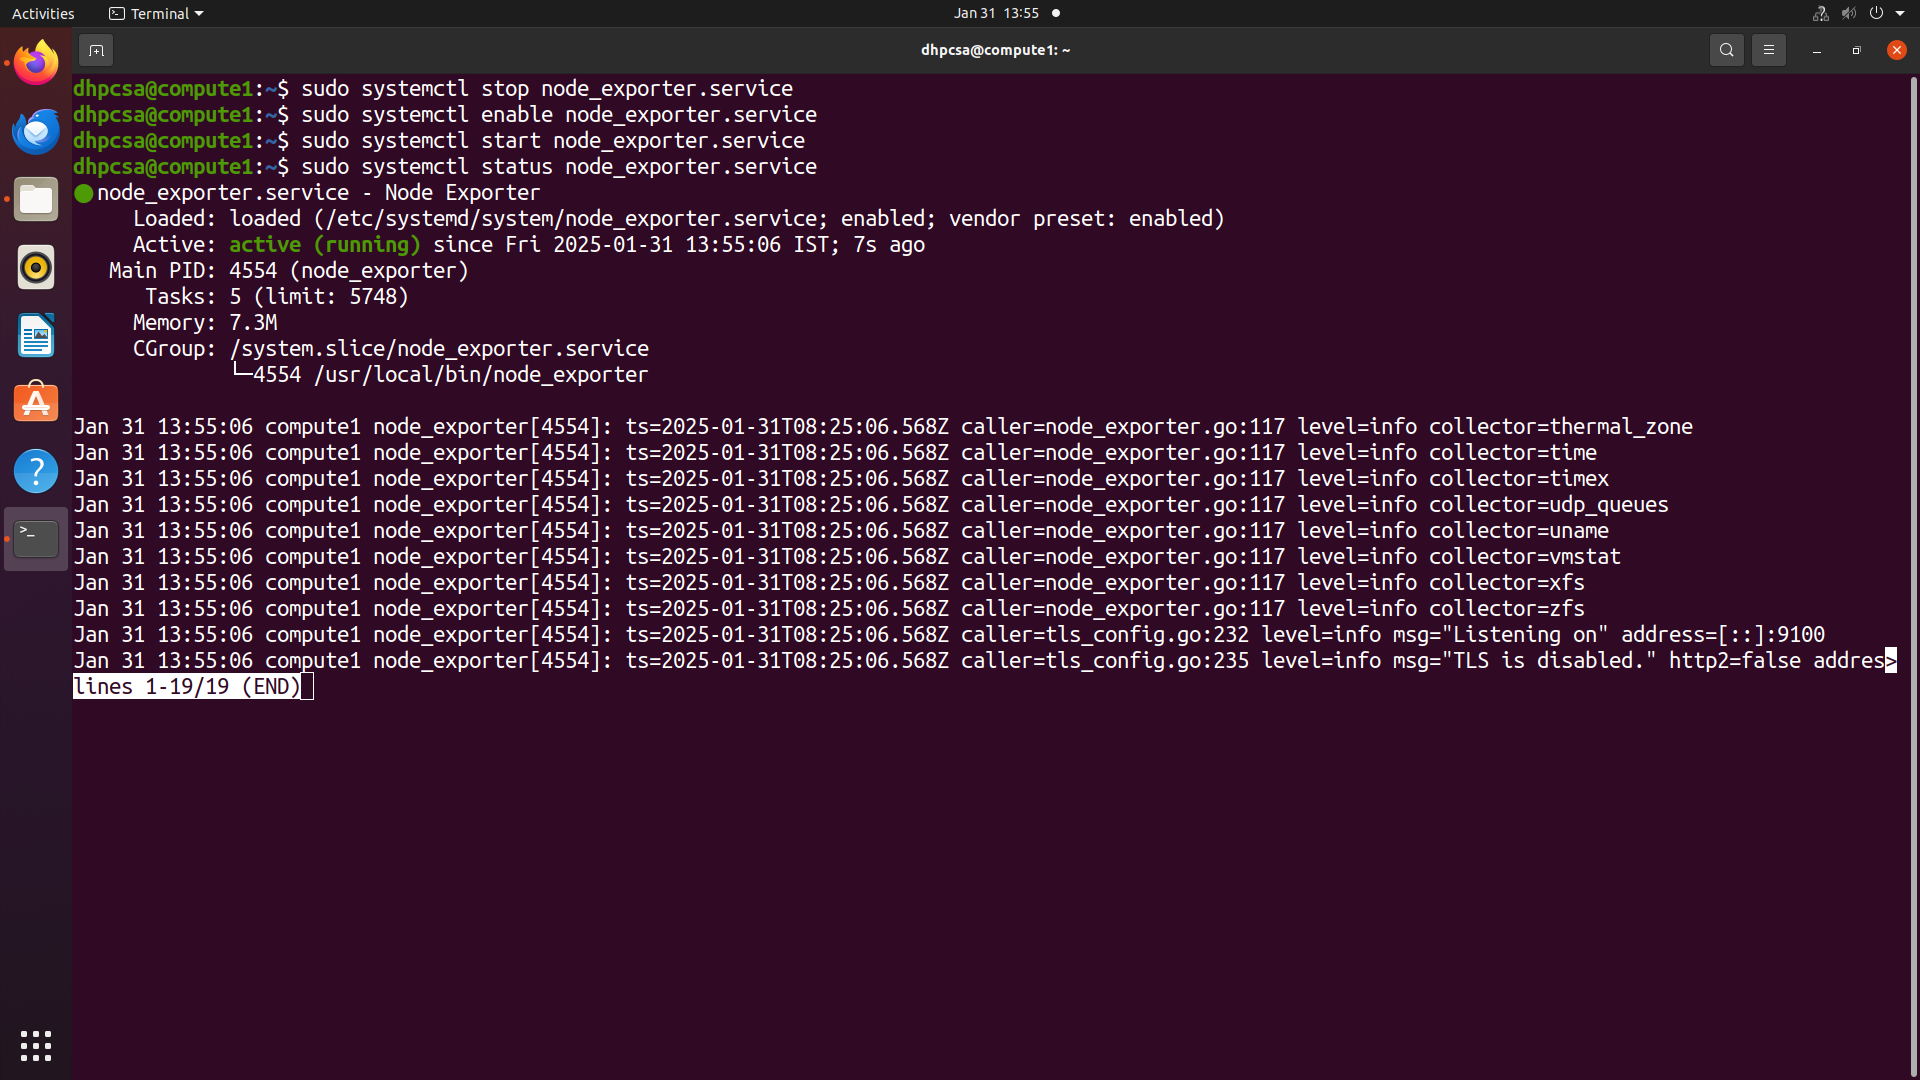 Activities Terminal Jan 31 13:55
dhpcsa@compute1: ~
dhpcsa@compute1:~$ sudo systemctl stop node_exporter.service
dhpcsa@compute1:~$ sudo systemctl enable node_exporter.service
dhpcsa@compute1:~$ sudo systemctl start node_exporter.service
dhpcsa@compute1:~$ sudo systemctl status node_exporter.service
● node_exporter.service - Node Exporter
Loaded: loaded (/etc/systemd/system/node_exporter.service; enabled; vendor preset: enabled)
Active: active (running) since Fri 2025-01-31 13:55:06 IST; 7s ago
Main PID: 4554 (node_exporter)
Tasks: 5 (limit: 5748)
Memory: 7.3M
CGroup: /system.slice/node_exporter.service
└─4554 /usr/local/bin/node_exporter
Jan 31 13:55:06 compute1 node_exporter[4554]: ts=2025-01-31T08:25:06.568Z caller=node_exporter.go:117 level=info collector=thermal_zone
Jan 31 13:55:06 compute1 node_exporter[4554]: ts=2025-01-31T08:25:06.568Z caller=node_exporter.go:117 level=info collector=time
Jan 31 13:55:06 compute1 node_exporter[4554]: ts=2025-01-31T08:25:06.568Z caller=node_exporter.go:117 level=info collector=timex
Jan 31 13:55:06 compute1 node_exporter[4554]: ts=2025-01-31T08:25:06.568Z caller=node_exporter.go:117 level=info collector=udp_queues
Jan 31 13:55:06 compute1 node_exporter[4554]: ts=2025-01-31T08:25:06.568Z caller=node_exporter.go:117 level=info collector=uname
Jan 31 13:55:06 compute1 node_exporter[4554]: ts=2025-01-31T08:25:06.568Z caller=node_exporter.go:117 level=info collector=vmstat
Jan 31 13:55:06 compute1 node_exporter[4554]: ts=2025-01-31T08:25:06.568Z caller=node_exporter.go:117 level=info collector=xfs
Jan 31 13:55:06 compute1 node_exporter[4554]: ts=2025-01-31T08:25:06.568Z caller=node_exporter.go:117 level=info collector=zfs
Jan 31 13:55:06 compute1 node_exporter[4554]: ts=2025-01-31T08:25:06.568Z caller=tls_config.go:232 level=info msg="Listening on" address=[::]:9100
Jan 31 13:55:06 compute1 node_exporter[4554]: ts=2025-01-31T08:25:06.568Z caller=tls_config.go:235 level=info msg="TLS is disabled." http2=false addres>
lines 1-19/19 (END)